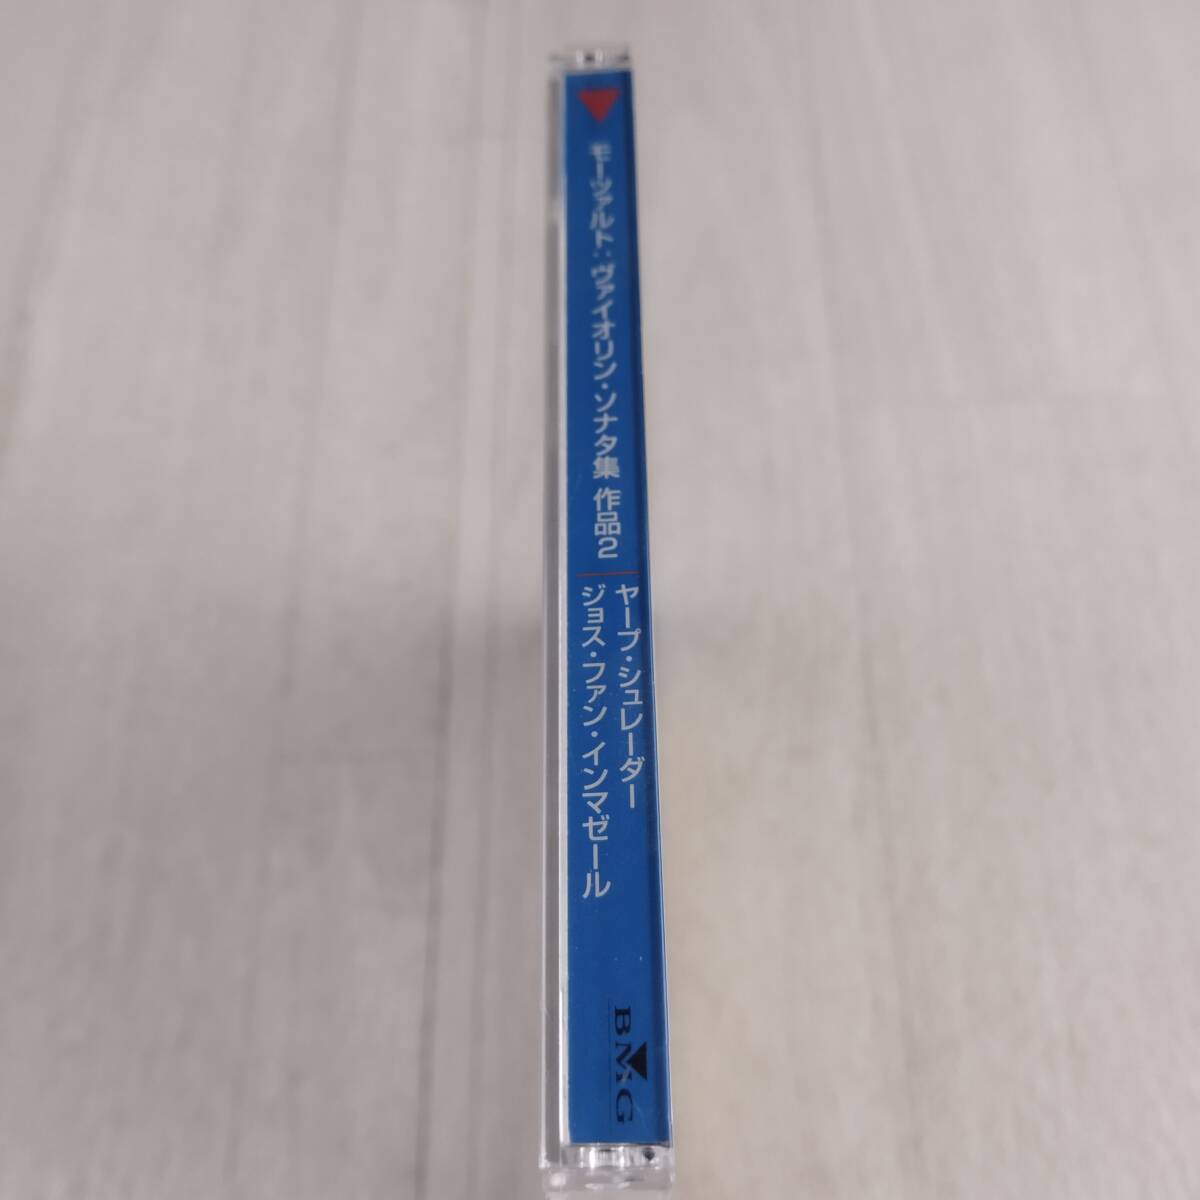 モーツァルト:ヴァイオリン・ソナタ集 作品2
ヤープ・シュレーダー
ジョス・ファン・インマゼール
BMG